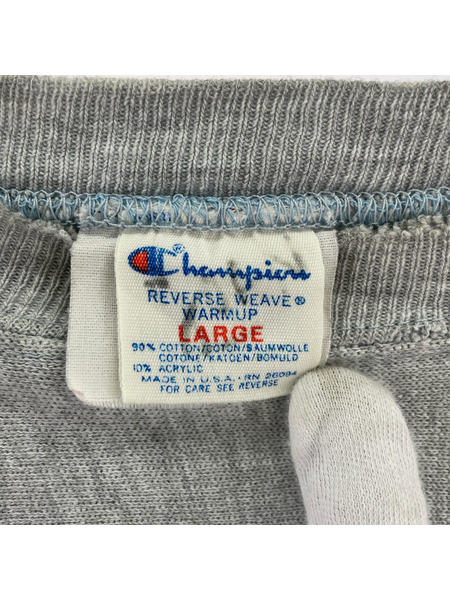 Champion®
REVERSE WEAVE®
WARMUP
LARGE
90% COTTON/COTON/BAUMWOLLE
COTONE/KATOEN/BOMULD
10% ACRYLIC
MADE IN U.S.A. • RN 26094
FOR CARE SEE REVERSE